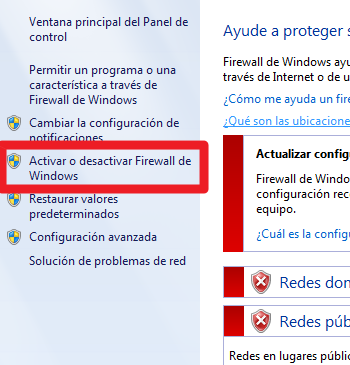 Ventana principal del Panel de
control
Permitir un programa o una
característica a través de
Firewall de Windows
Cambiar la configuración de
notificaciones
Activar o desactivar Firewall de
Windows
Restaurar valores
predeterminados
Configuración avanzada
Solución de problemas de red
Ayude a proteger s
Firewall de Windows ayu
través de Internet o de u
¿Cómo me ayuda un fire
¿Qué son las ubicacione
Actualizar config
Firewall de Windo
configuración rec
equipo.
¿Cuál es la configu
Redes don
Redes púb
Redes en lugares públic